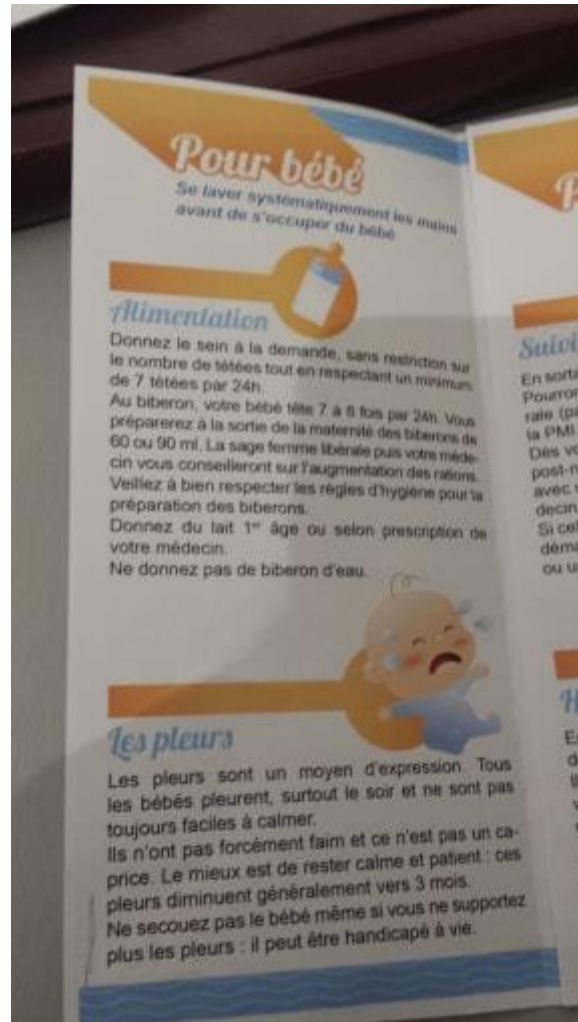 Pour bébé
Se laver systématiquement les mains
avant de s'occuper du bébé
Alimentation
Donnez le sein à la demande, sans restriction sur
le nombre de tétées tout en respectant un minimum
de 7 tétées par 24h.
Au biberon, votre bébé tète 7 à 8 fois par 24h. Vous
préparerez à la sortie de la maternité des biberons de
60 ou 90 ml. La sage femme libérale puis votre méde-
cin vous conseilleront sur l'augmentation des rations.
Veillez à bien respecter les règles d'hygiène pour la
préparation des biberons.
Donnez du lait 1er âge ou selon prescription de
votre médecin.
Ne donnez pas de biberon d'eau.
Les pleurs
Les pleurs sont un moyen d'expression. Tous
les bébés pleurent, surtout le soir et ne sont pas
toujours faciles à calmer.
Ils n'ont pas forcément faim et ce n'est pas un ca-
price. Le mieux est de rester calme et patient : ces
pleurs diminuent généralement vers 3 mois.
Ne secouez pas le bébé même si vous ne supportez
plus les pleurs : il peut être handicapé à vie.
Suivi
En sorta
Pourron
rale (pa
la PMI
Dès vo
post-n
avec
decin
Si cel
déma
ou u